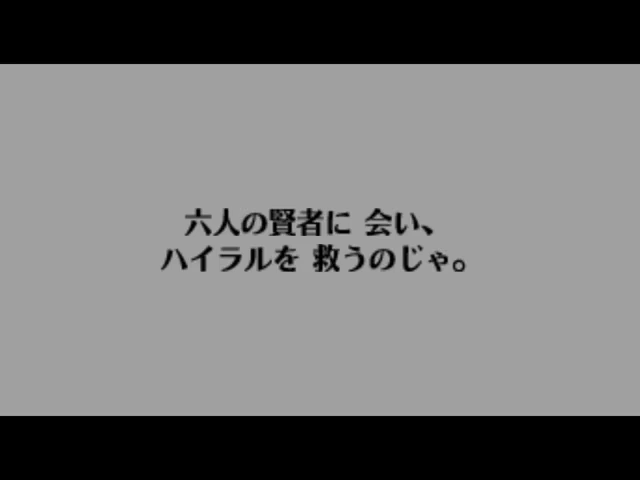 六人の賢者に 会い、
ハイラルを 救うのじゃ。